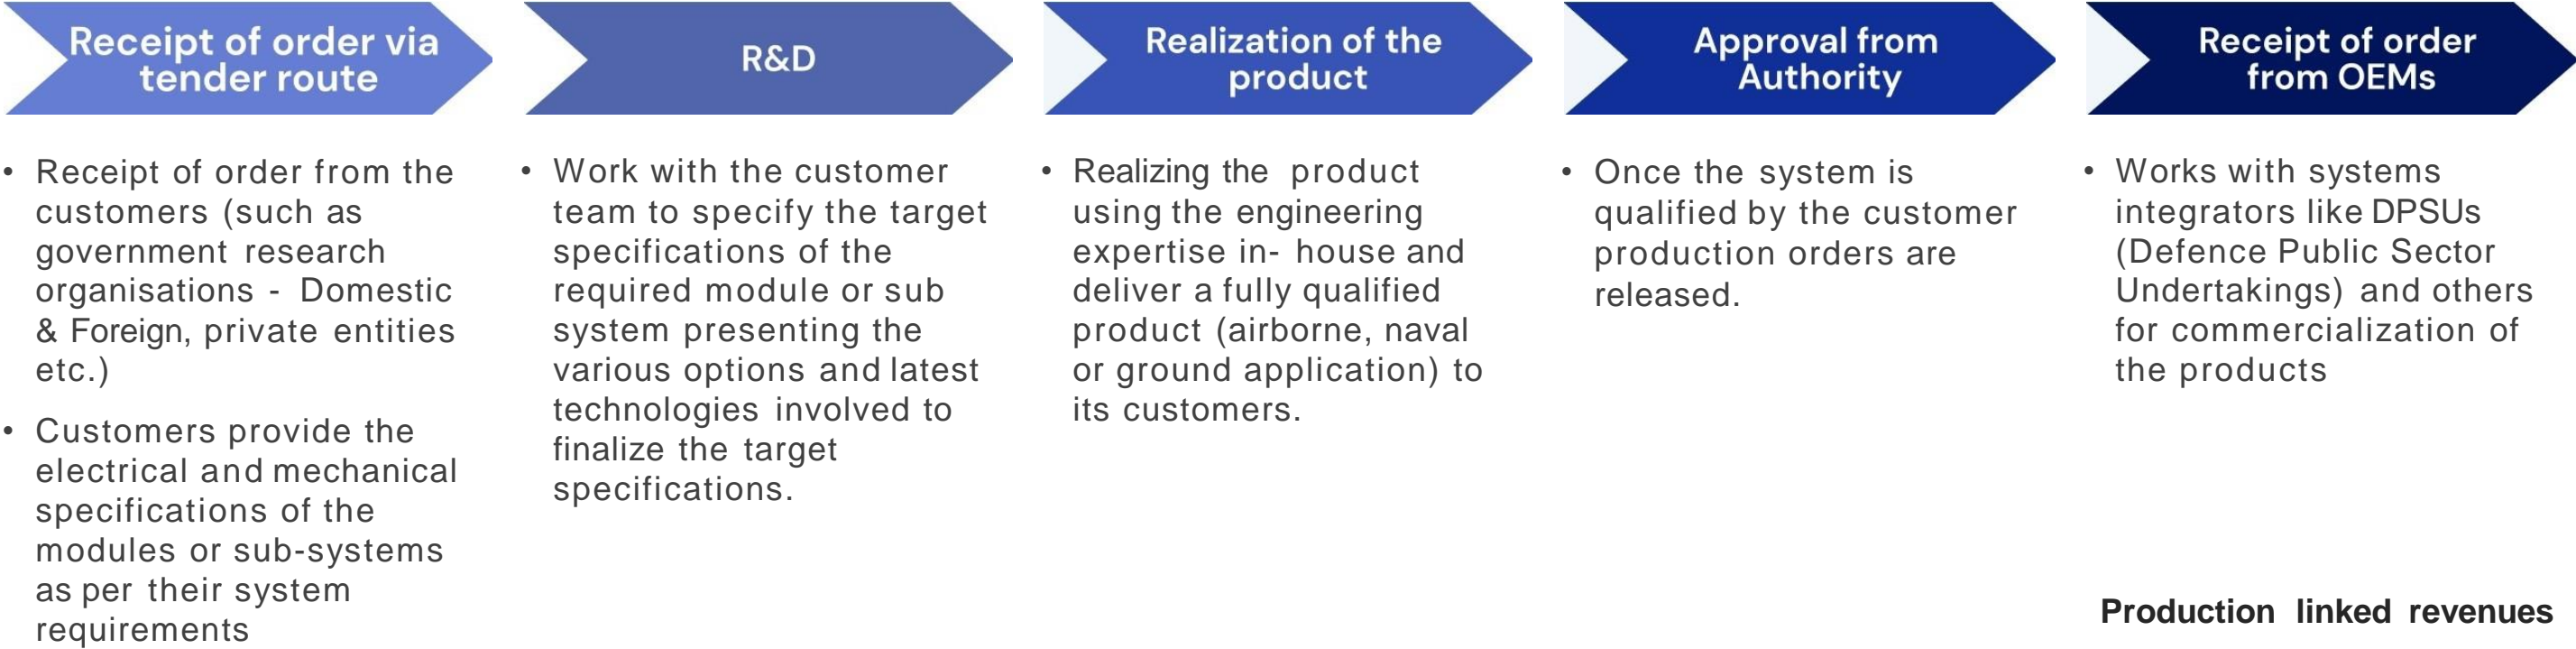 Receipt of order via
tender route
• Receipt of order from the
customers (such as
government research
organisations - Domestic
& Foreign, private entities
etc.)
• Customers provide the
electrical and mechanical
specifications of the
modules or sub-systems
as per their system
requirements
R&D
• Work with the customer
team to specify the target
specifications of the
required module or sub
system presenting the
various options and latest
technologies involved to
finalize the target
specifications.
Realization of the
product
• Realizing the product
using the engineering
expertise in- house and
deliver a fully qualified
product (airborne, naval
or ground application) to
its customers.
Approval from
Authority
• Once the system is
qualified by the customer
production orders are
released.
Receipt of order
from OEMs
• Works with systems
integrators like DPSUs
(Defence Public Sector
Undertakings) and others
for commercialization of
the products
Production linked revenues